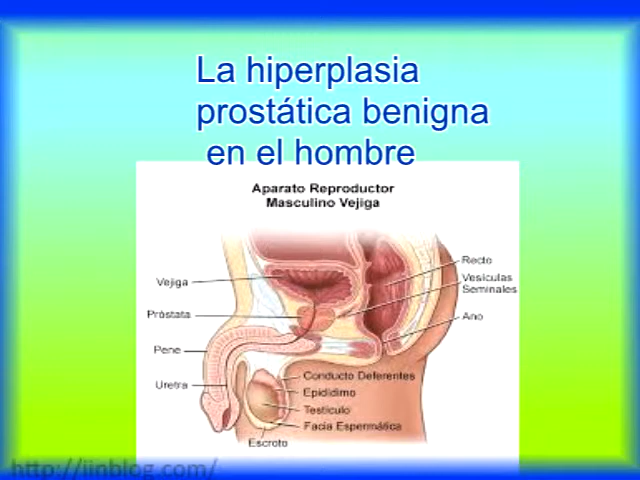 La hiperplasia
prostática benigna
en el hombre
Aparato Reproductor
Masculino Vejiga
Vejiga
Próstata
Pene
Uretra
Recto
Vesículas
Seminales
Ano
Conducto Deferentes
Epidídimo
Testículo
Facia Espermática
Escroto
http://iinblog.com/